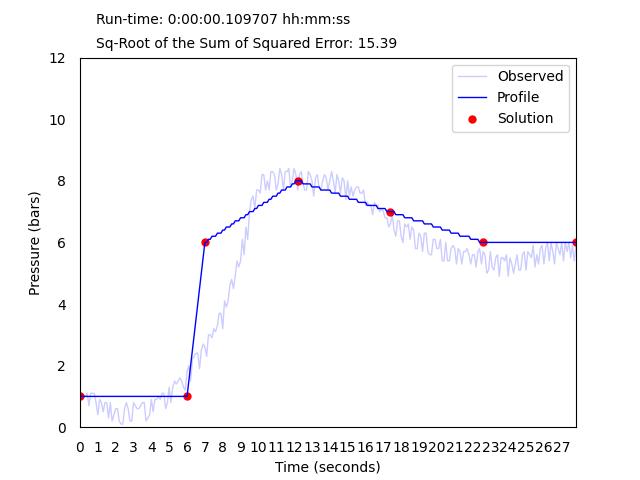 Run-time: 0:00:00.109707 hh:mm:ss
Sq-Root of the Sum of Squared Error: 15.39
12
10
8
6
4
2
0
Pressure (bars)
Observed
Profile
Solution
0 1 2 3 4 5 6 7 8 9 10 11 12 13 14 15 16 17 18 19 20 21 22 23 24 25 26 27
Time (seconds)